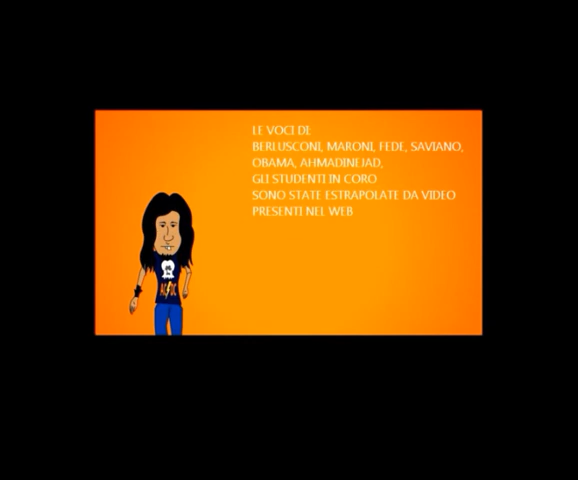 LE VOCI DE
BERLUSCONI, MARONI, FEDE, SAVIANO,
OBAMA, AHMADINEJAD,
GLI STUDENTI IN CORO
SONO STATE ESTRAPOLATE DA VIDEO
PRESENTI NEL WEB